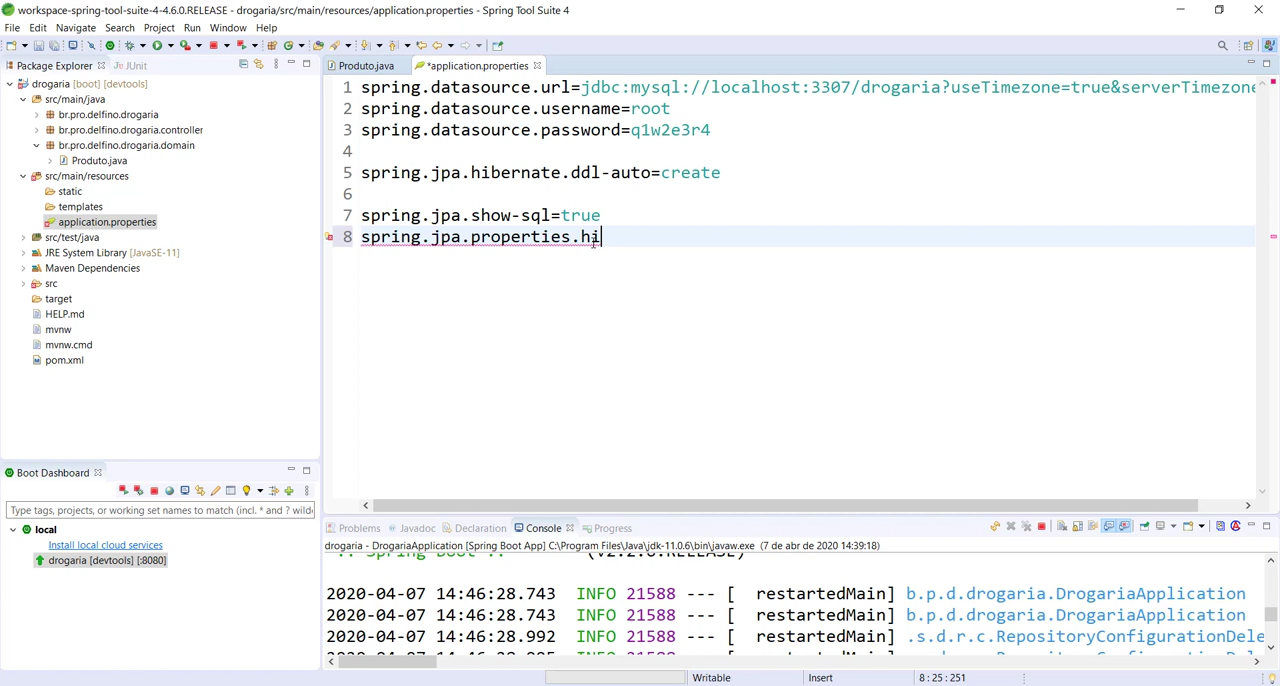 workspace-spring-tool-suite-4-4.6.0.RELEASE - drogaria/src/main/resources/application.properties - Spring Tool Suite 4
File Edit Navigate Search Project Run Window Help
Package Explorer JUnit
Produto.java *application.properties
drogaria [boot] [devtools]
src/main/java
br.pro.delfino.drogaria
br.pro.delfino.drogaria.controller
br.pro.delfino.drogaria.domain
Produto.java
src/main/resources
static
templates
application.properties
src/test/java
JRE System Library [JavaSE-11]
Maven Dependencies
src
target
HELP.md
mvnw
mvnw.cmd
pom.xml
1 spring.datasource.url=jdbc:mysql://localhost:3307/drogaria?useTimezone=true&serverTimezone
2 spring.datasource.username=root
3 spring.datasource.password=q1w2e3r4
4
5 spring.jpa.hibernate.ddl-auto=create
6
7 spring.jpa.show-sql=true
8 spring.jpa.properties.hi
Boot Dashboard
Type tags, projects, or working set names to match (incl. * and ? wild
local
Install local cloud services
drogaria [devtools] [:8080]
Problems Javadoc Declaration Console Progress
drogaria - DrogariaApplication [Spring Boot App] C:\Program Files\Java\jdk-11.0.6\bin\javaw.exe (7 de abr de 2020 14:39:18)
:: Spring Boot :: (v2.2.6.RELEASE)
2020-04-07 14:46:28.743 INFO 21588 --- [ restartedMain] b.p.d.drogaria.DrogariaApplication
2020-04-07 14:46:28.743 INFO 21588 --- [ restartedMain] b.p.d.drogaria.DrogariaApplication
2020-04-07 14:46:28.992 INFO 21588 --- [ restartedMain] .s.d.r.c.RepositoryConfigurationDele
Writable Insert 8 : 25 : 251